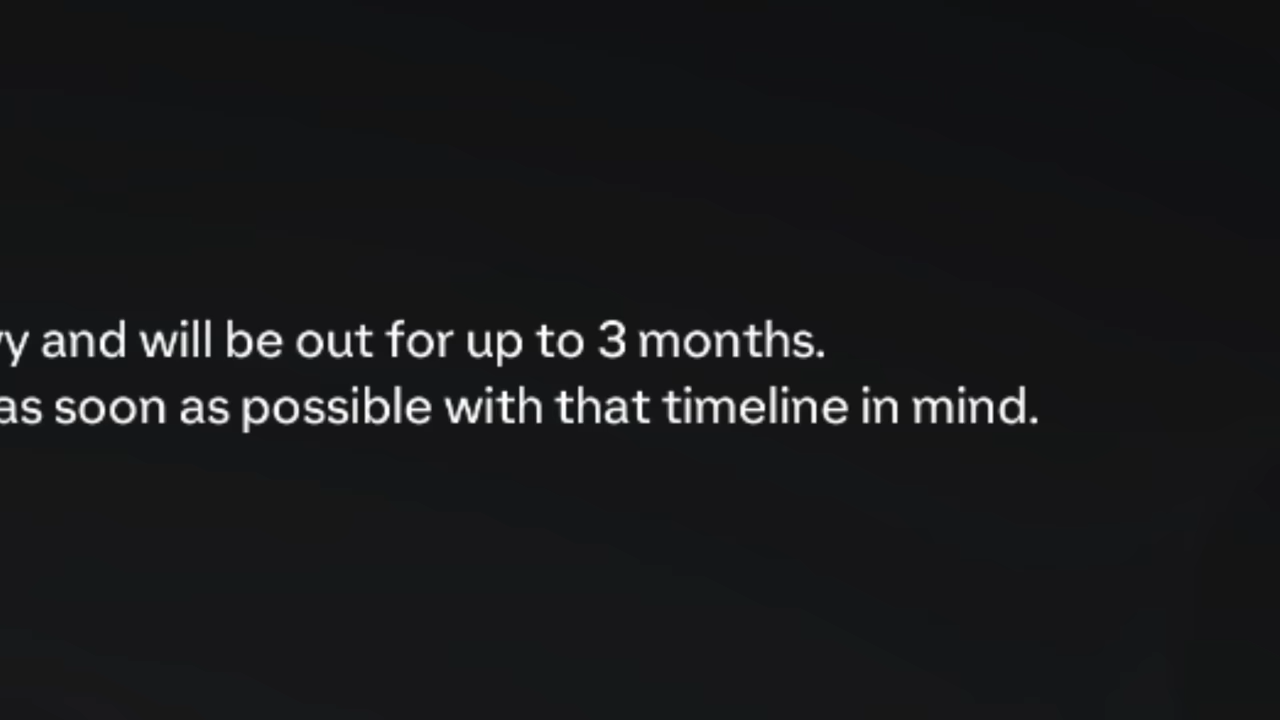 and will be out for up to 3 months.
as soon as possible with that timeline in mind.